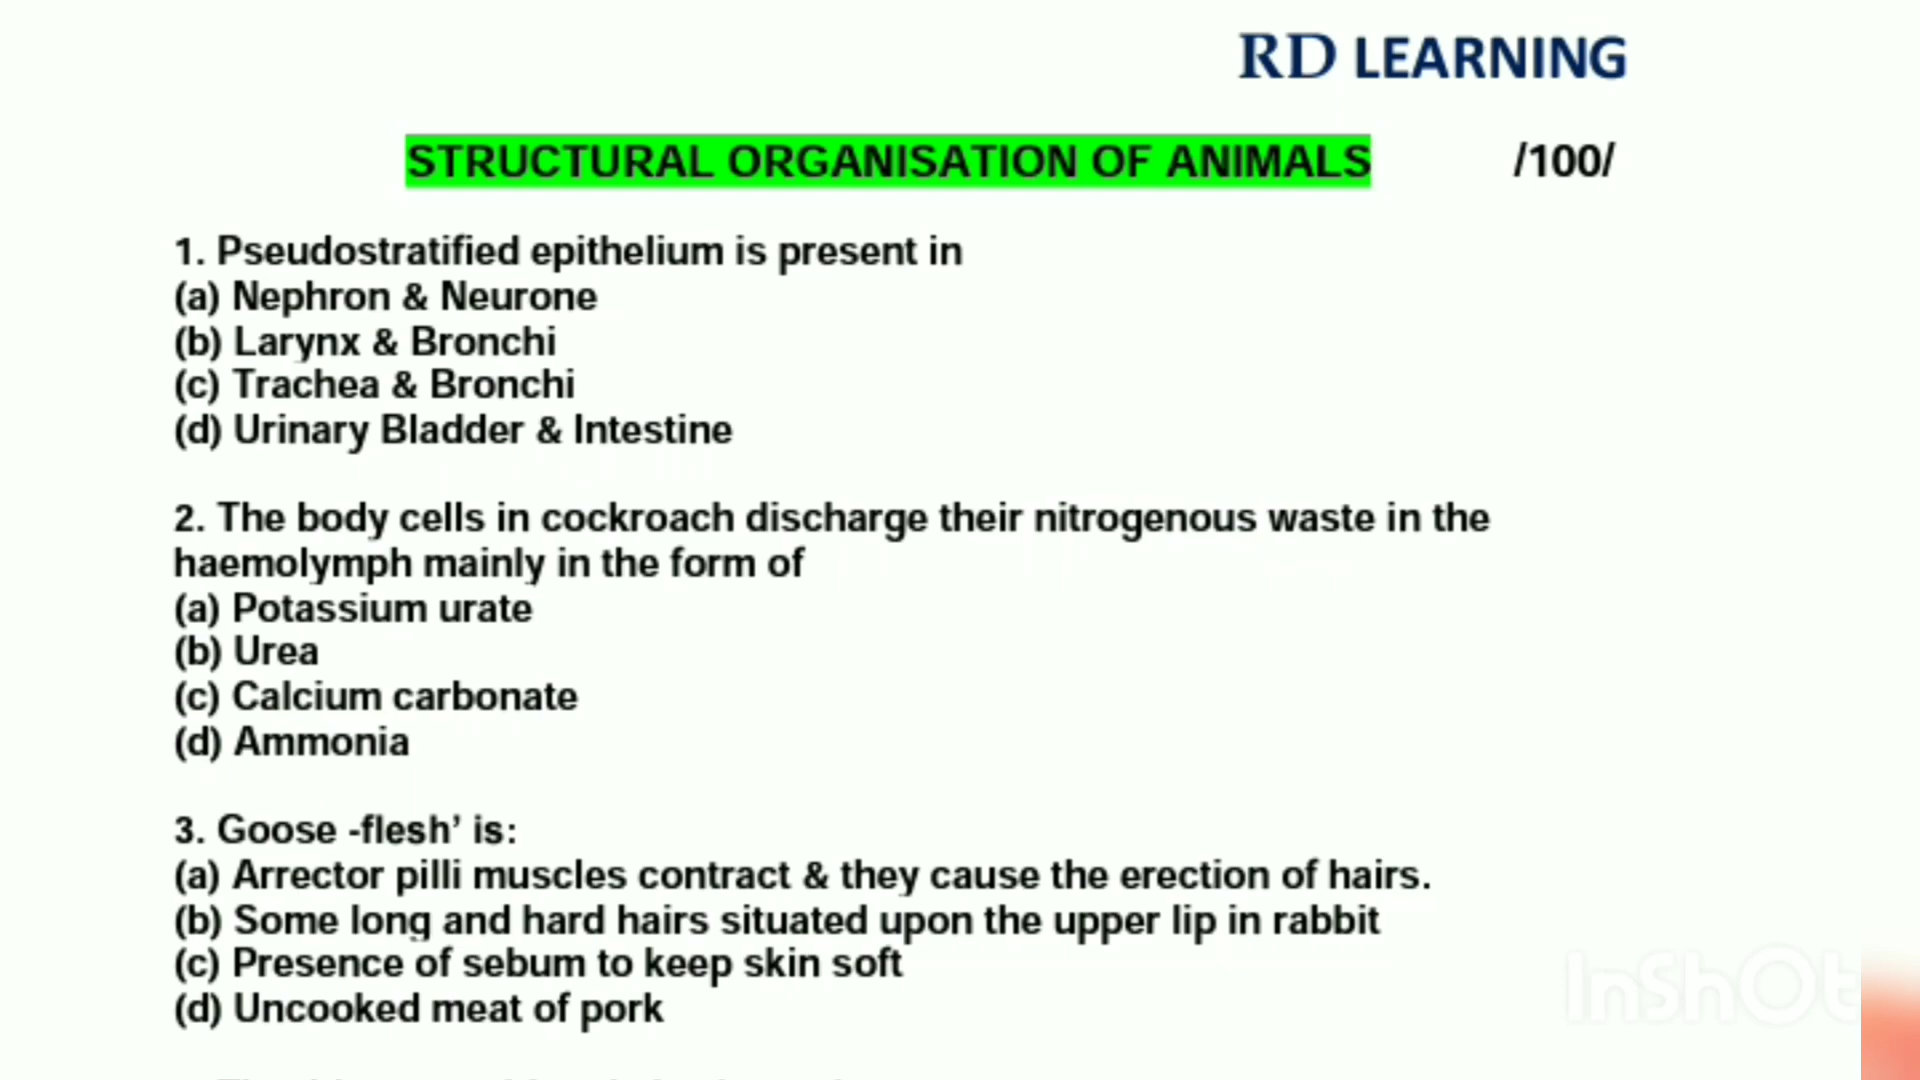 RD LEARNING
STRUCTURAL ORGANISATION OF ANIMALS /100/
1. Pseudostratified epithelium is present in
(a) Nephron & Neurone
(b) Larynx & Bronchi
(c) Trachea & Bronchi
(d) Urinary Bladder & Intestine
2. The body cells in cockroach discharge their nitrogenous waste in the
haemolymph mainly in the form of
(a) Potassium urate
(b) Urea
(c) Calcium carbonate
(d) Ammonia
3. Goose -flesh’ is:
(a) Arrector pilli muscles contract & they cause the erection of hairs.
(b) Some long and hard hairs situated upon the upper lip in rabbit
(c) Presence of sebum to keep skin soft
(d) Uncooked meat of pork
InShOt